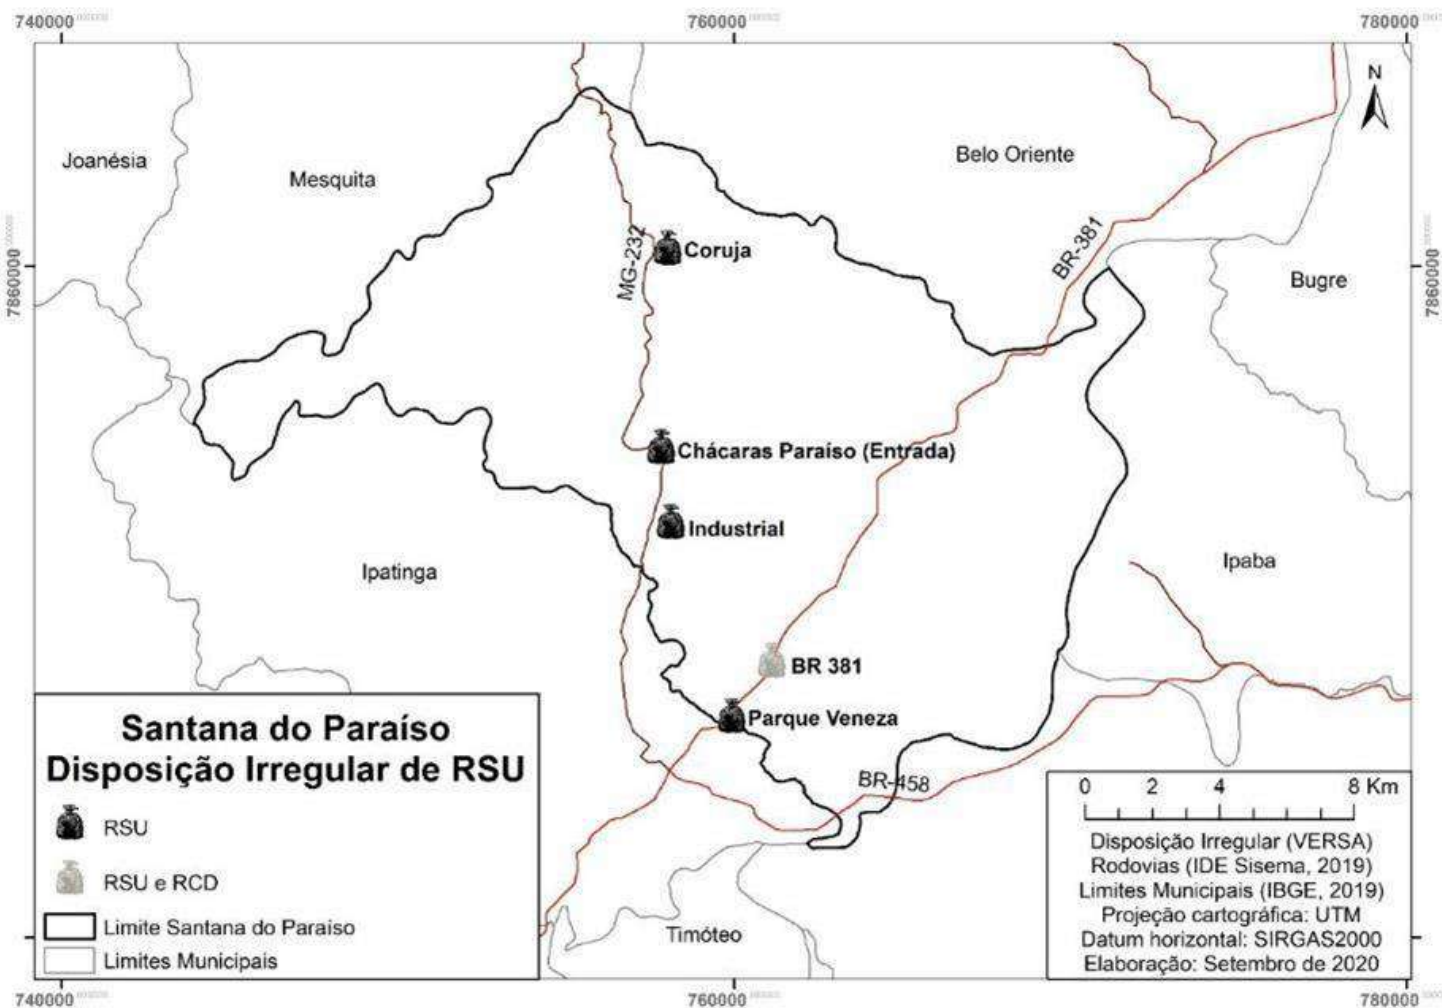 740000
760000
780000
N
Joanésia
Mesquita
Belo Oriente
MG-232
Coruja
BR-381
7860000
7860000
Bugre
Chácaras Paraíso (Entrada)
Industrial
Ipatinga
Ipaba
BR 381
Parque Veneza
BR-458
Timóteo
Santana do Paraíso
Disposição Irregular de RSU
RSU
RSU e RCD
Limite Santana do Paraíso
Limites Municipais
0 2 4 8 Km
Disposição Irregular (VERSA)
Rodovias (IDE Sisema, 2019)
Limites Municipais (IBGE, 2019)
Projeção cartográfica: UTM
Datum horizontal: SIRGAS2000
Elaboração: Setembro de 2020
740000
760000
780000